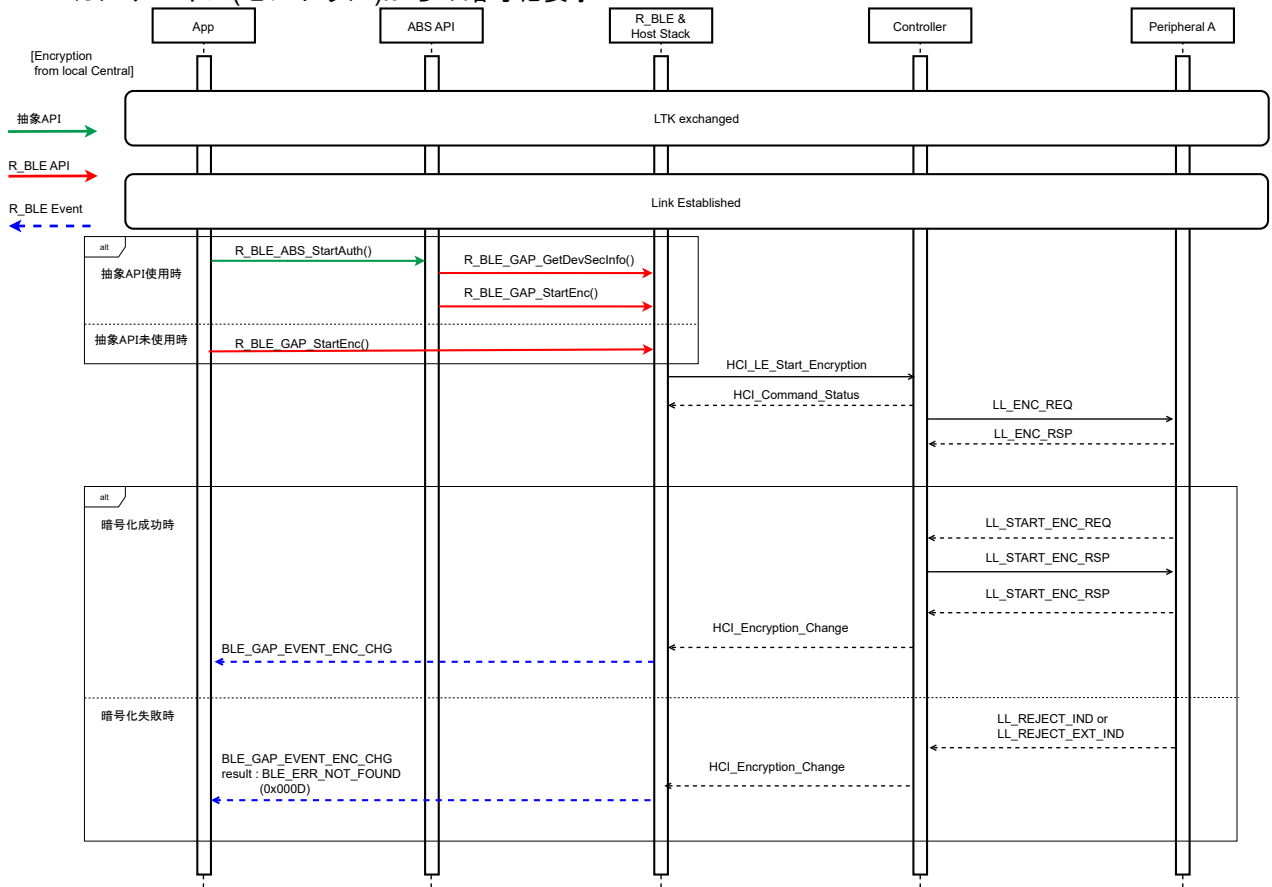 App
ABS API
R_BLE &
Host Stack
Controller
Peripheral A
[Encryption
from local Central]
抽象API
LTK exchanged
R_BLE API
R_BLE Event
Link Established
alt
R_BLE_ABS_StartAuth()
R_BLE_GAP_GetDevSecInfo()
抽象API使用時
R_BLE_GAP_StartEnc()
抽象API未使用時
R_BLE_GAP_StartEnc()
HCI_LE_Start_Encryption
HCI_Command_Status
LL_ENC_REQ
LL_ENC_RSP
alt
暗号化成功時
LL_START_ENC_REQ
LL_START_ENC_RSP
LL_START_ENC_RSP
HCI_Encryption_Change
BLE_GAP_EVENT_ENC_CHG
暗号化失敗時
LL_REJECT_IND or
LL_REJECT_EXT_IND
BLE_GAP_EVENT_ENC_CHG
result : BLE_ERR_NOT_FOUND
(0x000D)
HCI_Encryption_Change